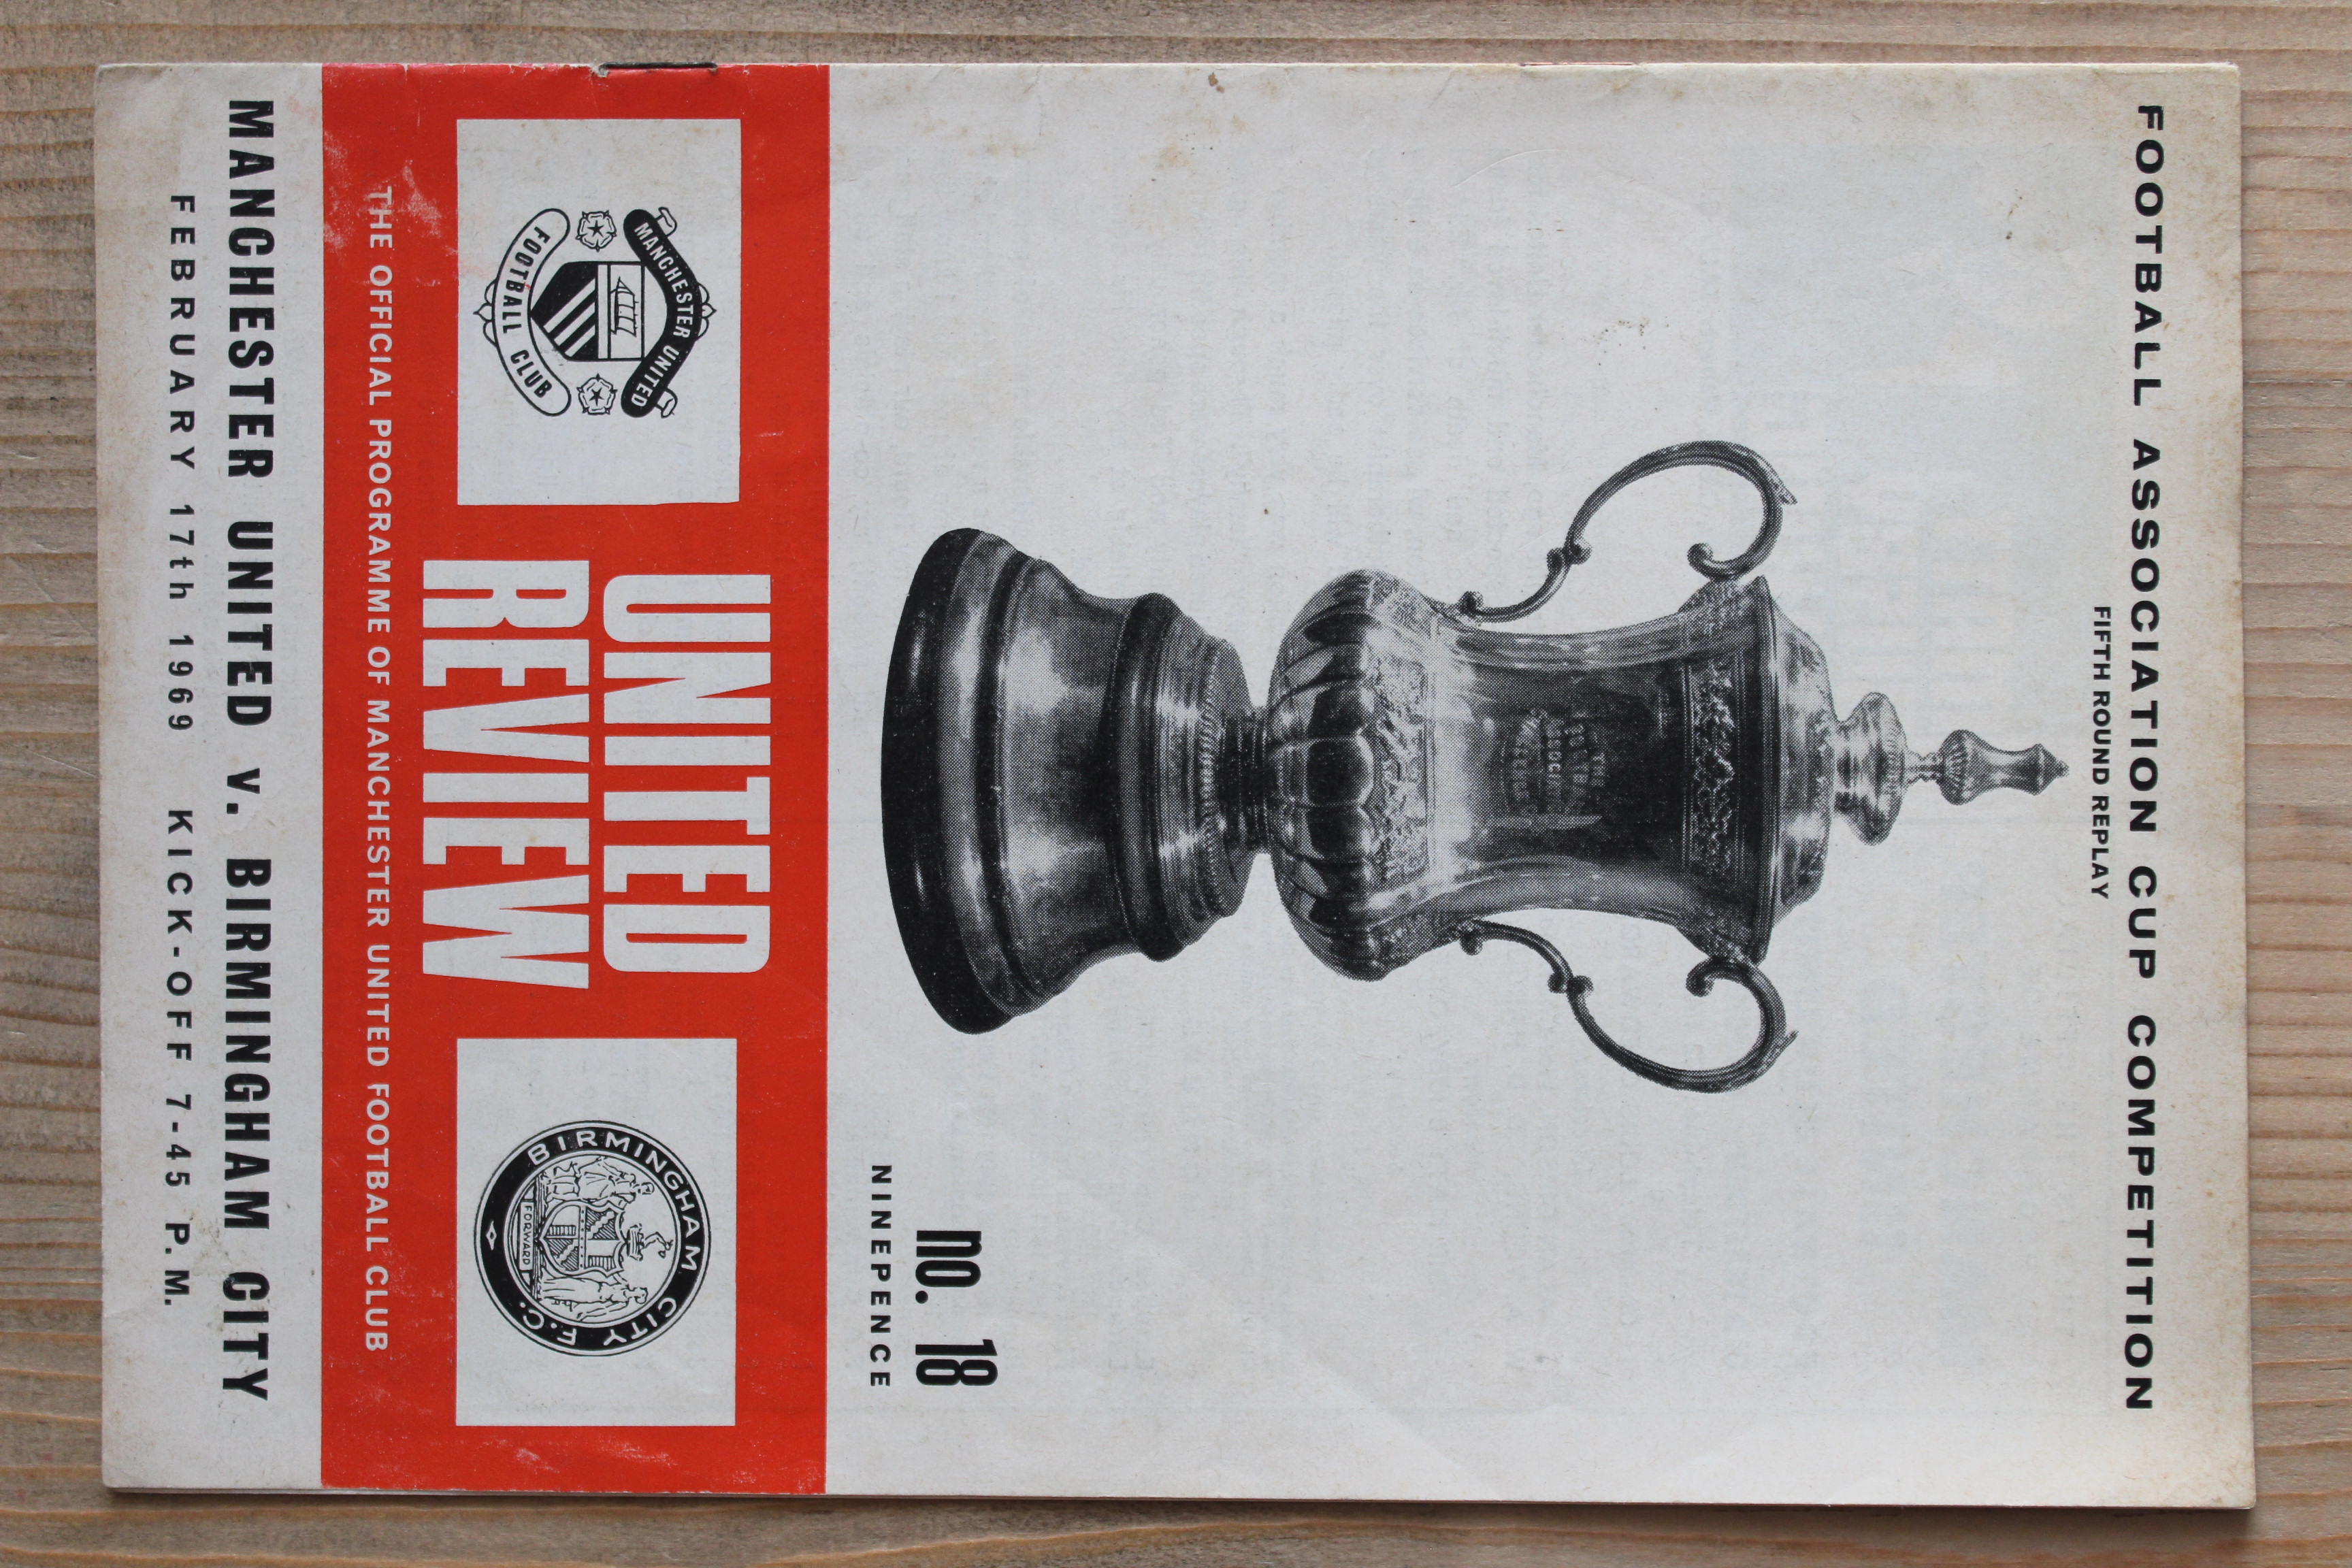 FOOTBALL ASSOCIATION CUP COMPETITION
FIFTH ROUND REPLAY
THE
ASSOCIATION
no. 18
NINEPENCE
MANCHESTER UNITED
FOOTBALL CLUB
UNITED
REVIEW
BIRMINGHAM CITY F.C.
FORWARD
THE OFFICIAL PROGRAMME OF MANCHESTER UNITED FOOTBALL CLUB
MANCHESTER UNITED v. BIRMINGHAM CITY
FEBRUARY 17th 1969 KICK-OFF 7-45 P.M.